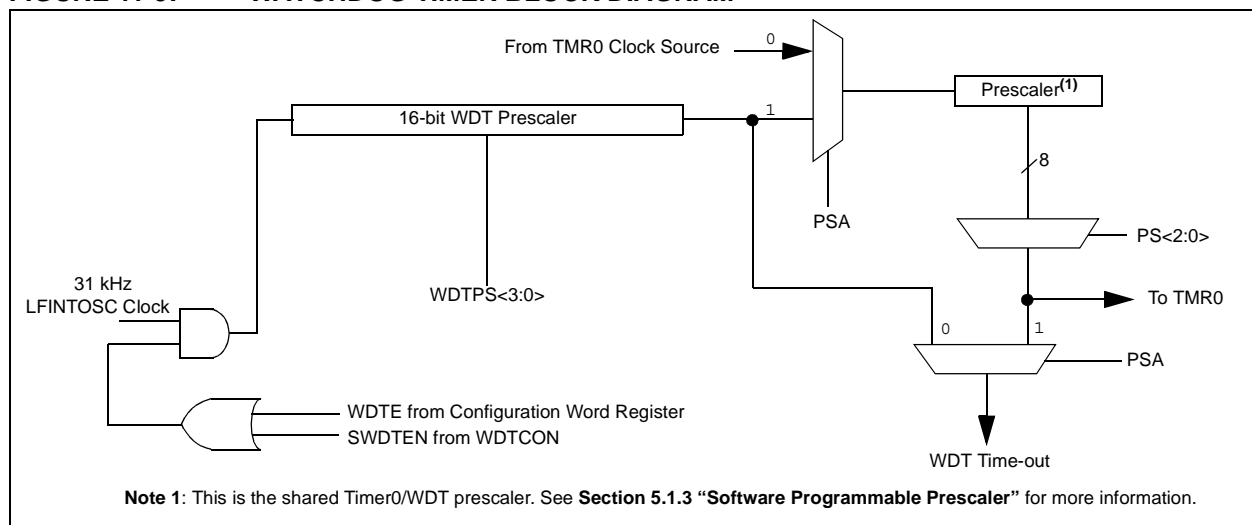 From TMR0 Clock Source
0
Prescaler(1)
16-bit WDT Prescaler
1
8
PSA
PS<2:0>
31 kHz
LFINTOSC Clock
WDTPS<3:0>
To TMR0
0
1
PSA
WDTE from Configuration Word Register
SWDTEN from WDTCON
WDT Time-out
Note 1: This is the shared Timer0/WDT prescaler. See Section 5.1.3 “Software Programmable Prescaler” for more information.